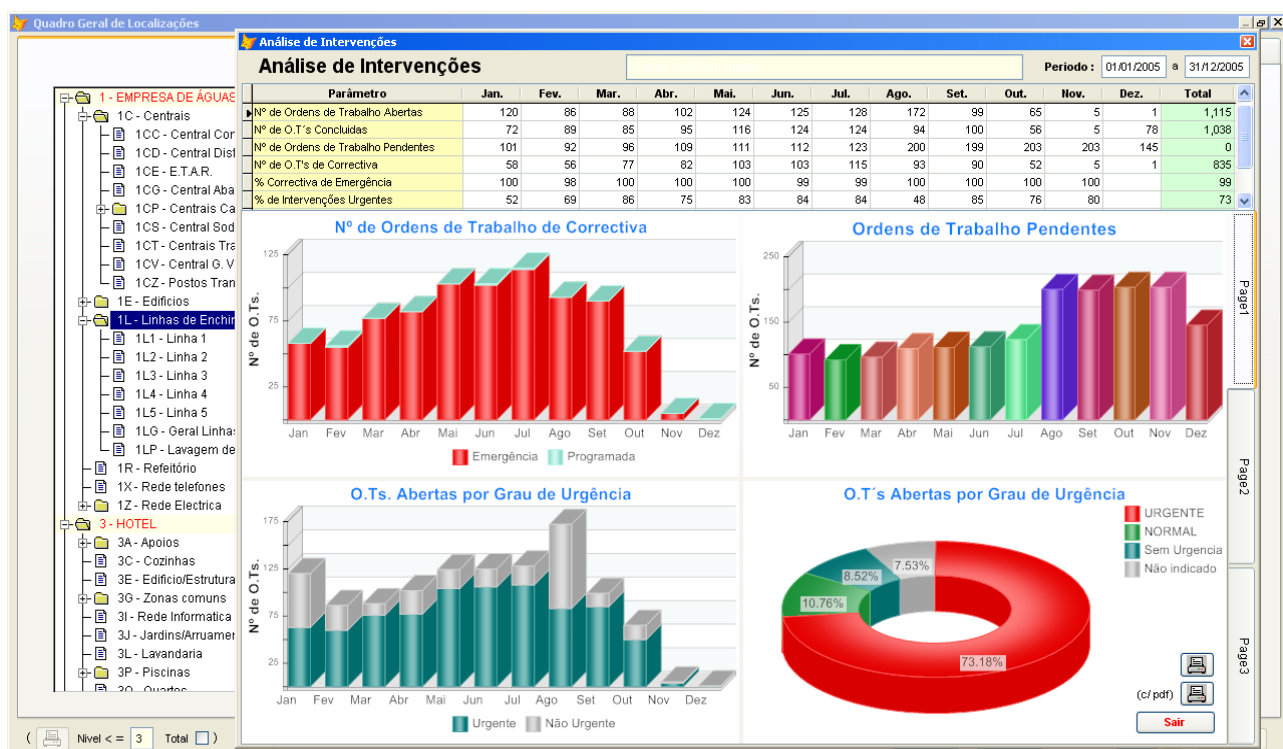 Quadro Geral de Localizações
Análise de Intervenções
Análise de Intervenções
Periodo : 01/01/2005 a 31/12/2005
Parâmetro Jan. Fev. Mar. Abr. Mai. Jun. Jul. Ago. Set. Out. Nov. Dez. Total
Nº de Ordens de Trabalho Abertas 120 86 88 102 124 125 128 172 99 65 5 1 1,115
Nº de O.T´s Concluidas 72 89 85 95 116 124 124 94 100 56 5 78 1,038
Nº de Ordens de Trabalho Pendentes 101 92 96 109 111 112 123 200 199 203 203 145 0
Nº de O.T's de Correctiva 58 56 77 82 103 103 115 93 90 52 5 1 835
% Correctiva de Emergência 100 98 100 100 100 99 99 100 100 100 100 99
% de Intervenções Urgentes 52 69 86 75 83 84 84 48 85 76 80 73
1 - EMPRESA DE ÁGUAS
1C - Centrais
1CC - Central Cor
1CD - Central Dist
1CE - E.T.A.R.
1CG - Central Aba
1CP - Centrais Ca
1CS - Central Sod
1CT - Centrais Tra
1CV - Central G. V
1CZ - Postos Tran
1E - Edificios
1L - Linhas de Enchir
1L1 - Linha 1
1L2 - Linha 2
1L3 - Linha 3
1L4 - Linha 4
1L5 - Linha 5
1LG - Geral Linha
1LP - Lavagem de
1R - Refeitório
1X - Rede telefones
1Z - Rede Electrica
3 - HOTEL
3A - Apoios
3C - Cozinhas
3E - Edificio/Estrutura
3G - Zonas comuns
3I - Rede Informatica
3J - Jardins/Arruamer
3L - Lavandaria
3P - Piscinas
3Q - Quartos
( Nivel < = 3 Total )
Nº de Ordens de Trabalho de Correctiva
Nº de O.Ts.
125
75
25
Jan Fev Mar Abr Mai Jun Jul Ago Set Out Nov Dez
Emergência Programada
Ordens de Trabalho Pendentes
Nº de O.Ts.
250
150
50
Jan Fev Mar Abr Mai Jun Jul Ago Set Out Nov Dez
O.Ts. Abertas por Grau de Urgência
Nº de O.Ts.
175
125
75
25
Jan Fev Mar Abr Mai Jun Jul Ago Set Out Nov Dez
Urgente Não Urgente
O.T´s Abertas por Grau de Urgência
URGENTE
NORMAL
Sem Urgencia
Não indicado
7.53%
8.52%
10.76%
73.18%
(c/ pdf)
Sair
Page1
Page2
Page3